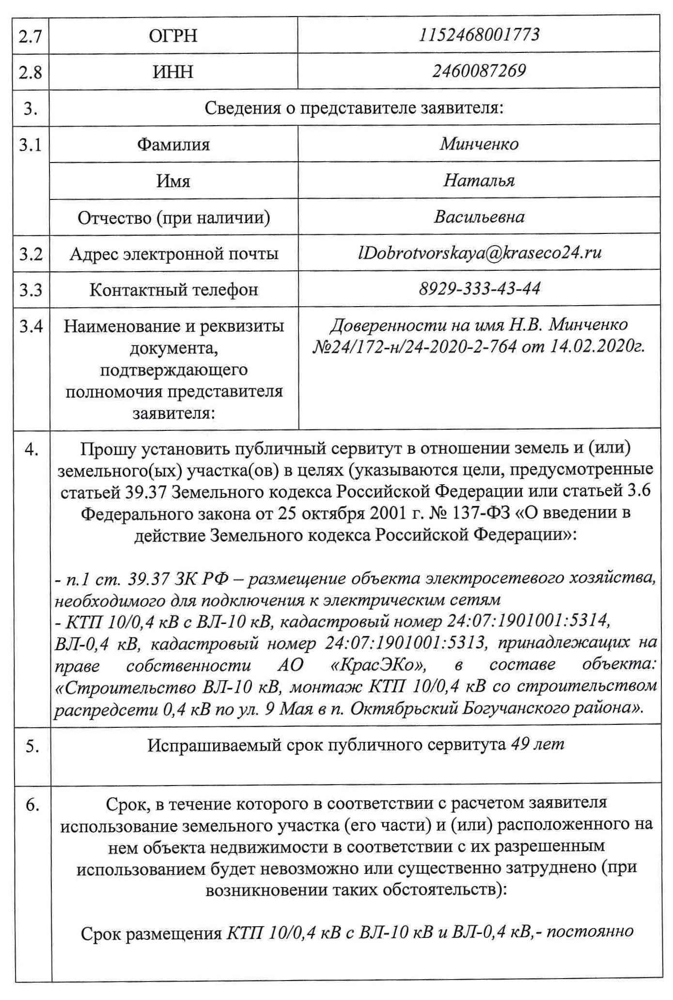 2.7 ОГРН 1152468001773
2.8 ИНН 2460087269
3. Сведения о представителе заявителя:
3.1 Фамилия Минченко
Имя Наталья
Отчество (при наличии) Васильевна
3.2 Адрес электронной почты lDobrotvorskaya@kraseco24.ru
3.3 Контактный телефон 8929-333-43-44
3.4 Наименование и реквизиты
документа,
подтверждающего
полномочия представителя
заявителя:
Доверенности на имя Н.В. Минченко
№24/172-н/24-2020-2-764 от 14.02.2020г.
4. Прошу установить публичный сервитут в отношении земель и (или)
земельного(ых) участка(ов) в целях (указываются цели, предусмотренные
статьей 39.37 Земельного кодекса Российской Федерации или статьей 3.6
Федерального закона от 25 октября 2001 г. № 137-ФЗ «О введении в
действие Земельного кодекса Российской Федерации»:
- п.1 ст. 39.37 ЗК РФ – размещение объекта электросетевого хозяйства,
необходимого для подключения к электрическим сетям
- КТП 10/0,4 кВ с ВЛ-10 кВ, кадастровый номер 24:07:1901001:5314,
ВЛ-0,4 кВ, кадастровый номер 24:07:1901001:5313, принадлежащих на
праве собственности АО «КрасЭКо», в составе объекта:
«Строительство ВЛ-10 кВ, монтаж КТП 10/0,4 кВ со строительством
распредсети 0,4 кВ по ул. 9 Мая в п. Октябрьский Богучанского района».
5. Испрашиваемый срок публичного сервитута 49 лет
6. Срок, в течение которого в соответствии с расчетом заявителя
использование земельного участка (его части) и (или) расположенного на
нем объекта недвижимости в соответствии с их разрешенным
использованием будет невозможно или существенно затруднено (при
возникновении таких обстоятельств):
Срок размещения КТП 10/0,4 кВ с ВЛ-10 кВ и ВЛ-0,4 кВ,- постоянно